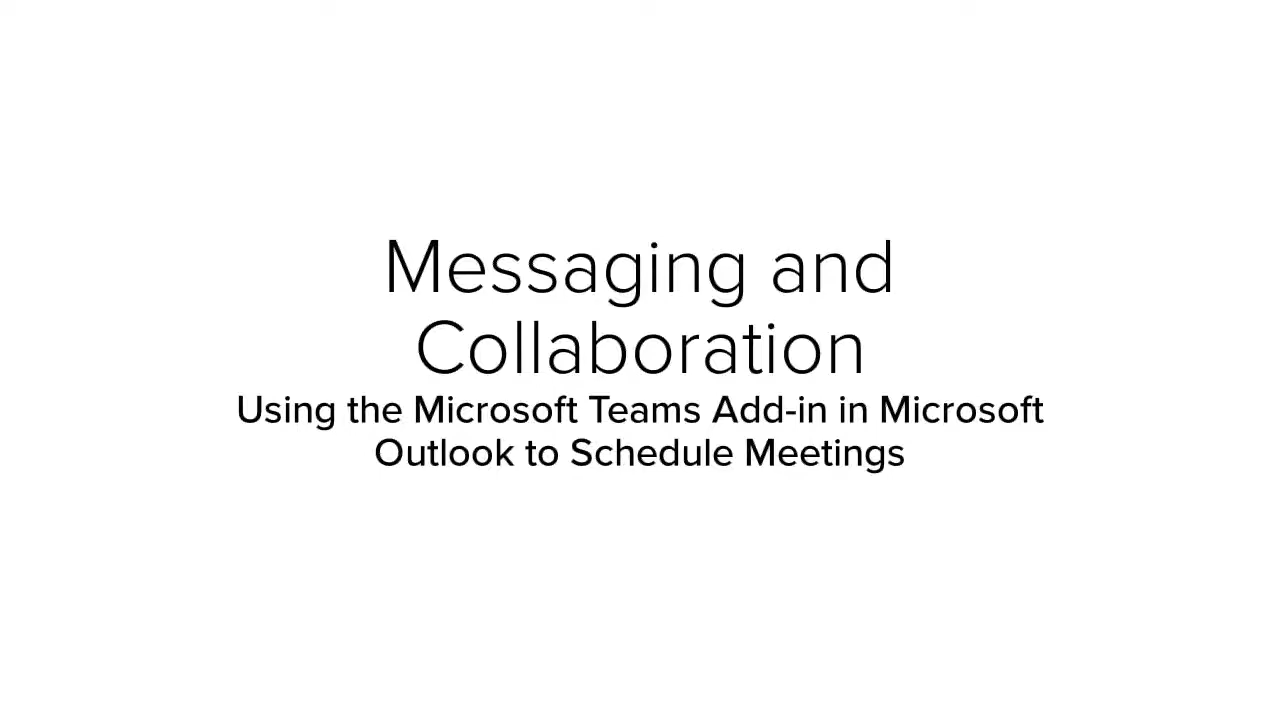 Messaging and
Collaboration
Using the Microsoft Teams Add-in in Microsoft
Outlook to Schedule Meetings